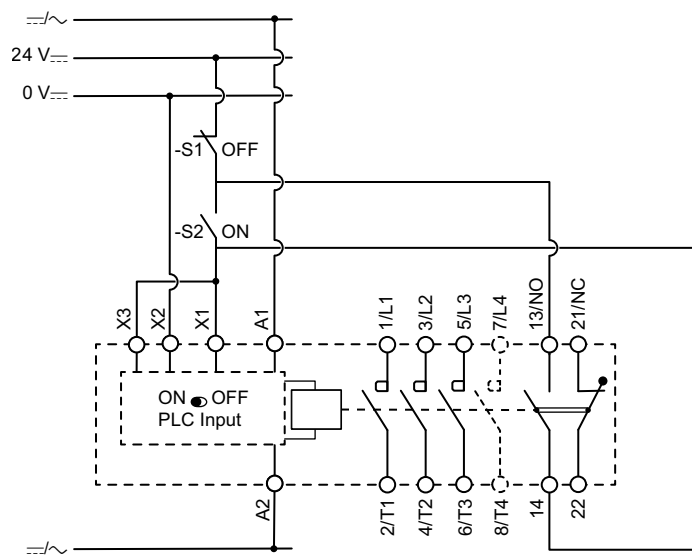 24 V
0 V
-S1 OFF
-S2 ON
X3
X2
X1
A1
1/L1
3/L2
5/L3
7/L4
13/NO
21/NC
ON OFF
PLC Input
A2
2/T1
4/T2
6/T3
8/T4
14
22